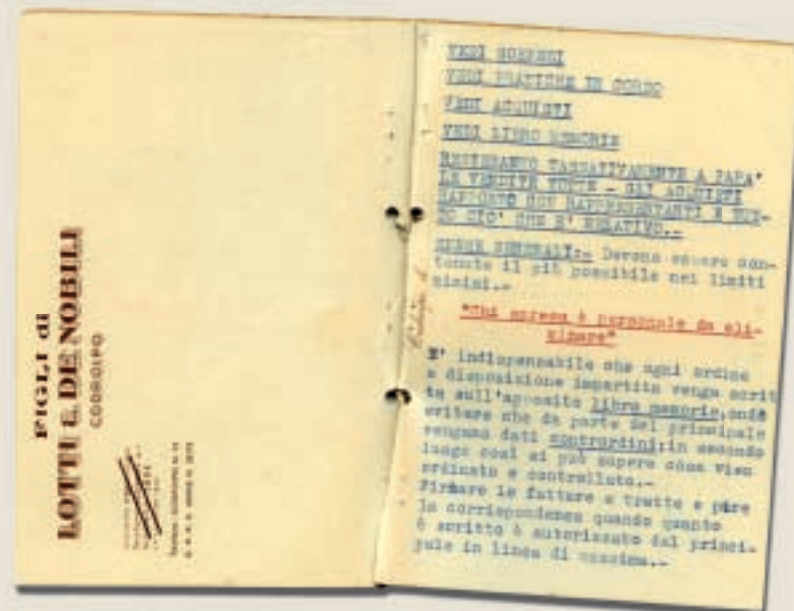 FIGLI di
LOTTI G. DE NOBILI
CODROIPO
VEDI SOSPESI
VEDI PRATICHE IN CORSO
VEDI ACQUISTI
VEDI LIBRO MEMORIE
RESTERANNO TASSATIVAMENTE A PAPA'
LE VENDITE TUTTE - GLI ACQUISTI
RAPPORTO CON RAPPRESENTANTI E TUT-
TO CIO' CHE E' RELATIVO.-
SPESE GENERALI:- Devono essere con-
tenute il più possibile nei limiti
minimi.-
"Chi spreca è personale da eli-
minare"
E' indispensabile che ogni ordine
e disposizione impartita venga scrit
ta sull'apposito libro memorie, onde
evitare che da parte del principale
vengano dati contrordini; in secondo
luogo così si può sapere cosa vien
ordinato e controllato.-
Firmare le fatture a tratte e pure
la corrispondenza quando quanto
è scritto è autorizzato dal princi-
pale in linea di massima.-